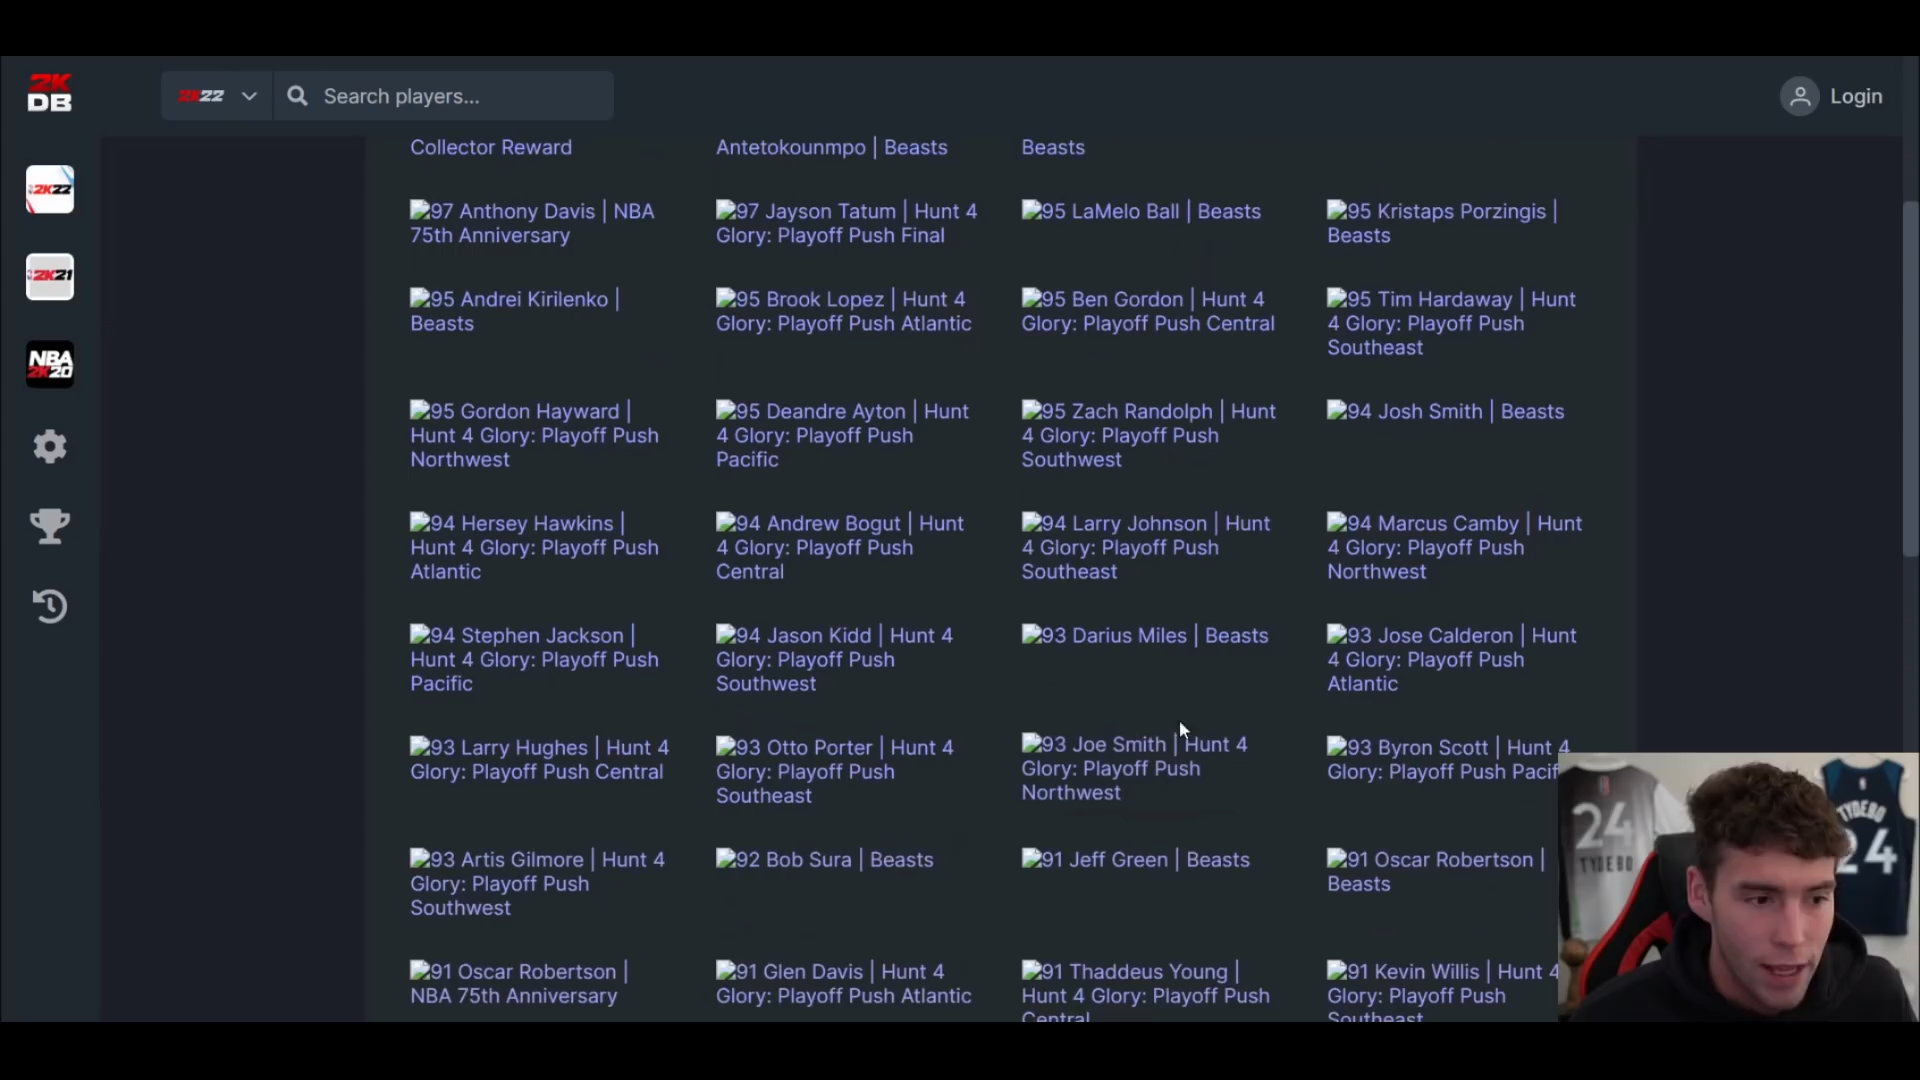 2K
DB
2K22
Search players...
Login
2K22
2K21
NBA
2K20
Collector Reward
Antetokounmpo | Beasts
Beasts
97 Anthony Davis | NBA
75th Anniversary
97 Jayson Tatum | Hunt 4
Glory: Playoff Push Final
95 LaMelo Ball | Beasts
95 Kristaps Porzingis |
Beasts
95 Andrei Kirilenko |
Beasts
95 Brook Lopez | Hunt 4
Glory: Playoff Push Atlantic
95 Ben Gordon | Hunt 4
Glory: Playoff Push Central
95 Tim Hardaway | Hunt
4 Glory: Playoff Push
Southeast
95 Gordon Hayward |
Hunt 4 Glory: Playoff Push
Northwest
95 Deandre Ayton | Hunt
4 Glory: Playoff Push
Pacific
95 Zach Randolph | Hunt
4 Glory: Playoff Push
Southwest
94 Josh Smith | Beasts
94 Hersey Hawkins |
Hunt 4 Glory: Playoff Push
Atlantic
94 Andrew Bogut | Hunt
4 Glory: Playoff Push
Central
94 Larry Johnson | Hunt
4 Glory: Playoff Push
Southeast
94 Marcus Camby | Hunt
4 Glory: Playoff Push
Northwest
94 Stephen Jackson |
Hunt 4 Glory: Playoff Push
Pacific
94 Jason Kidd | Hunt 4
Glory: Playoff Push
Southwest
93 Darius Miles | Beasts
93 Jose Calderon | Hunt
4 Glory: Playoff Push
Atlantic
93 Larry Hughes | Hunt 4
Glory: Playoff Push Central
93 Otto Porter | Hunt 4
Glory: Playoff Push
Southeast
93 Joe Smith | Hunt 4
Glory: Playoff Push
Northwest
93 Byron Scott | Hunt 4
Glory: Playoff Push Pacif
93 Artis Gilmore | Hunt 4
Glory: Playoff Push
Southwest
92 Bob Sura | Beasts
91 Jeff Green | Beasts
91 Oscar Robertson |
Beasts
91 Oscar Robertson |
NBA 75th Anniversary
91 Glen Davis | Hunt 4
Glory: Playoff Push Atlantic
91 Thaddeus Young |
Hunt 4 Glory: Playoff Push
Central
91 Kevin Willis | Hunt 4
Glory: Playoff Push
Southeast
24
TYDEBO
TYDEBO
24